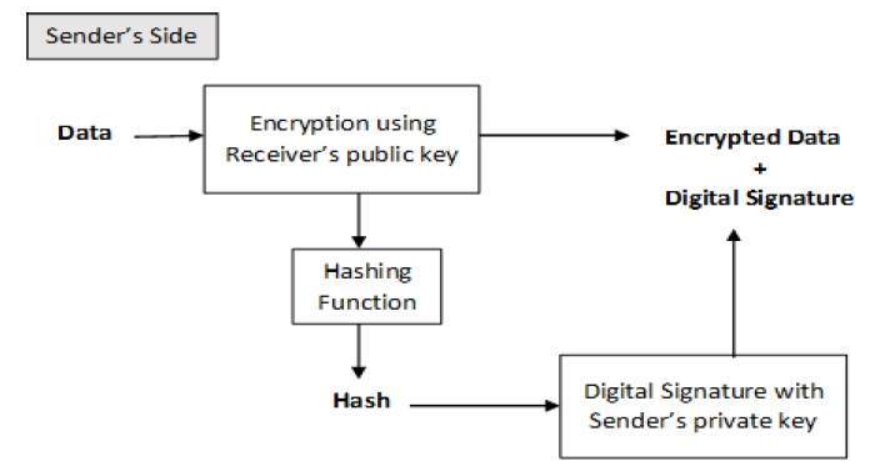 Sender’s Side
Data
Encryption using
Receiver’s public key
Encrypted Data
+
Digital Signature
Hashing
Function
Hash
Digital Signature with
Sender’s private key